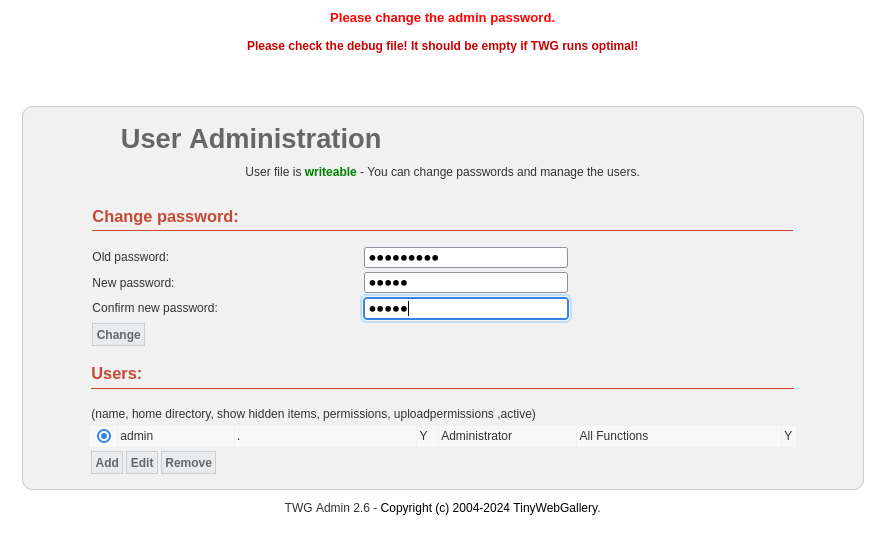 Please change the admin password.
Please check the debug file! It should be empty if TWG runs optimal!
User Administration
User file is writeable - You can change passwords and manage the users.
Change password:
Old password: ●●●●●●●●●
New password: ●●●●●
Confirm new password: ●●●●●
Change
Users:
(name, home directory, show hidden items, permissions, uploadpermissions ,active)
admin . Y Administrator All Functions Y
Add Edit Remove
TWG Admin 2.6 - Copyright (c) 2004-2024 TinyWebGallery.